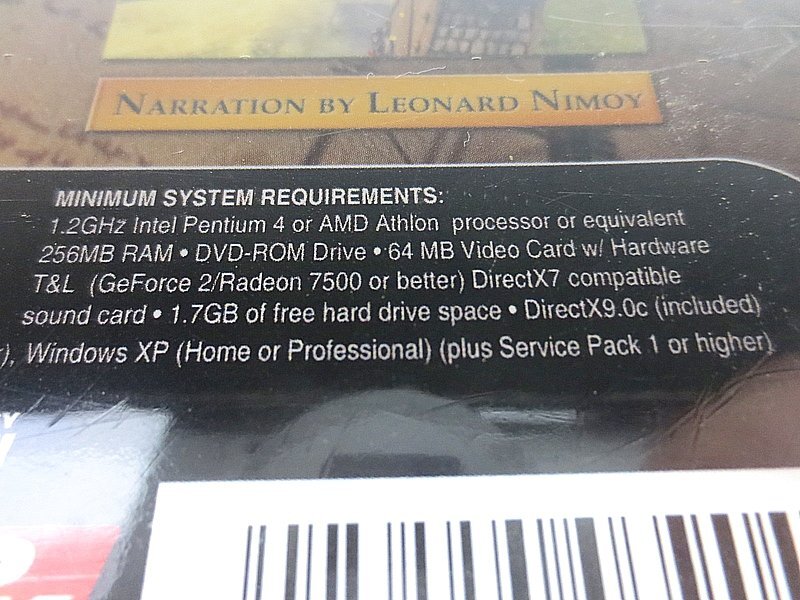 NARRATION BY LEONARD NIMOY
MINIMUM SYSTEM REQUIREMENTS:
1.2GHz Intel Pentium 4 or AMD Athlon processor or equivalent
256MB RAM • DVD-ROM Drive • 64 MB Video Card w/ Hardware
T&L (GeForce 2/Radeon 7500 or better) DirectX7 compatible
sound card • 1.7GB of free hard drive space • DirectX9.0c (included)
), Windows XP (Home or Professional) (plus Service Pack 1 or higher)